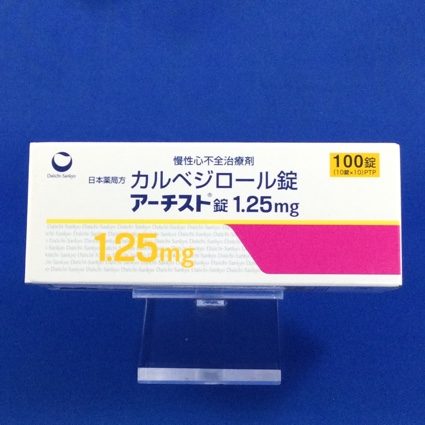 慢性心不全治療剤
Daiichi-Sankyo
日本薬局方 カルベジロール錠
アーチスト®錠 1.25mg
100錠
(10錠×10)PTP
1.25mg